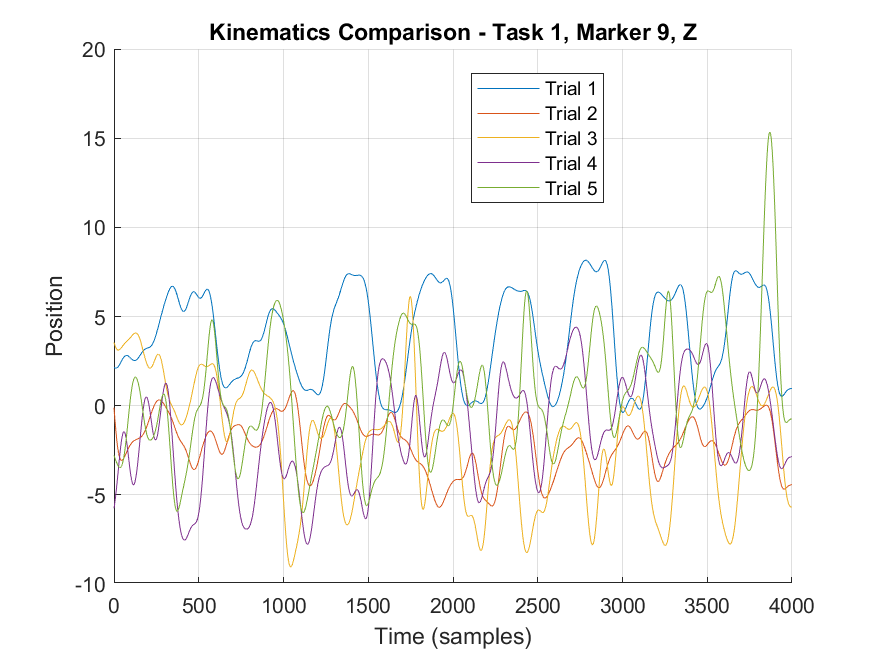 Kinematics Comparison - Task 1, Marker 9, Z
20
15
10
5
0
-5
-10
Position
Trial 1
Trial 2
Trial 3
Trial 4
Trial 5
0 500 1000 1500 2000 2500 3000 3500 4000
Time (samples)